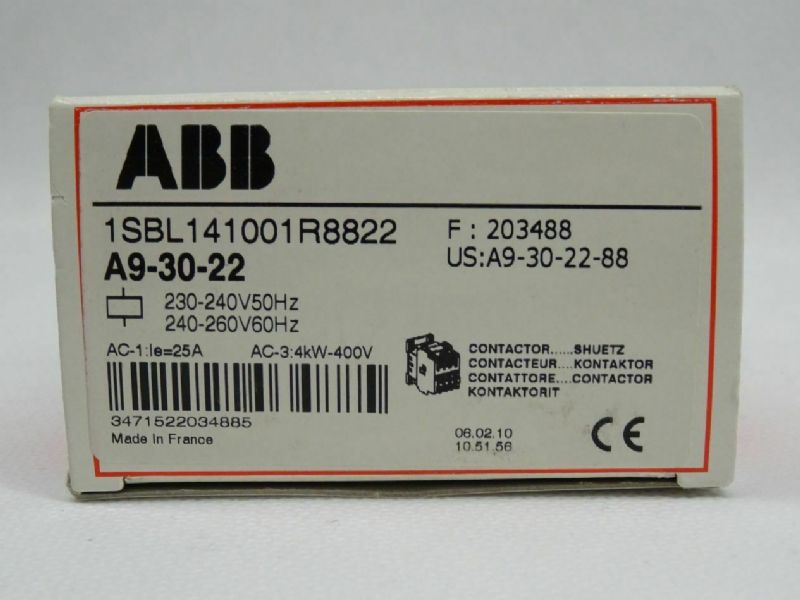 ABB
1SBL141001R8822
F: 203488
A9-30-22
US:A9-30-22-88
230-240V50Hz
240-260V60Hz
AC-1:Ie=25A AC-3:4kW-400V
CONTACTOR.....SHUETZ
CONTACTEUR...KONTAKTOR
CONTATTORE....CONTACTOR
KONTAKTORIT
3471522034885
Made In France
06.02.10
10.51.56
CE